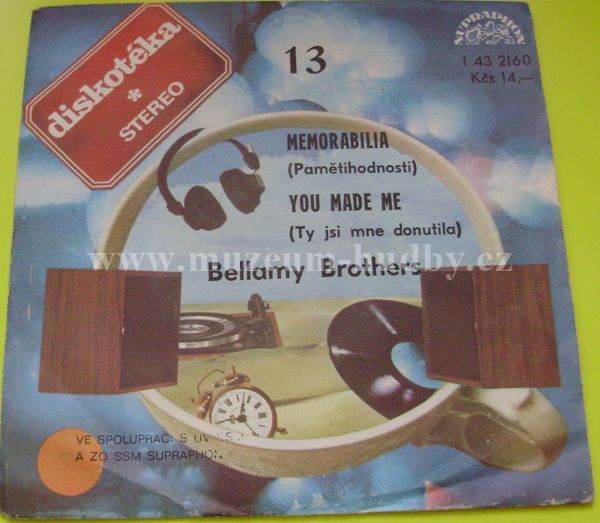 diskotéka
*
STEREO
13
SUPRAPHON
1 43 2160
Kčs 14,–
MEMORABILIA
(Pamětihodnosti)
YOU MADE ME
(Ty jsi mne donutila)
Bellamy Brothers
www.muzeum-hudby.cz
VE SPOLUPRÁCI S ÚV
A ZO SSM SUPRAPHON